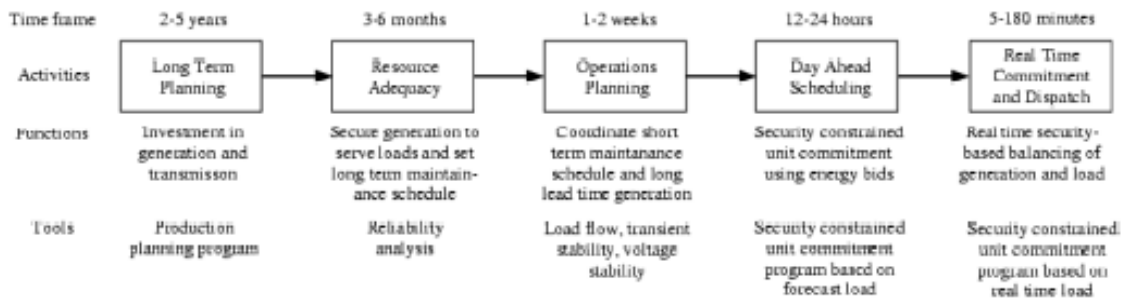 Time frame
2-5 years
3-6 months
1-2 weeks
12-24 hours
5-180 minutes
Activities
Long Term
Planning
Resource
Adequacy
Operations
Planning
Day Ahead
Scheduling
Real Time
Commitment
and Dispatch
Functions
Investment in
generation and
transmisson
Secure generation to
serve loads and set
long term maintain-
ance schedule
Coordinate short
term maintanance
schedule and long
lead time generation
Security constrained
unit commitment
using energy bids
Real time security-
based balancing of
generation and load
Tools
Production
planning program
Reliability
analysis
Load flow, transient
stability, voltage
stability
Security constrained
unit commitment
program based on
forecast load
Security constrained
unit commitment
program based on
real time load